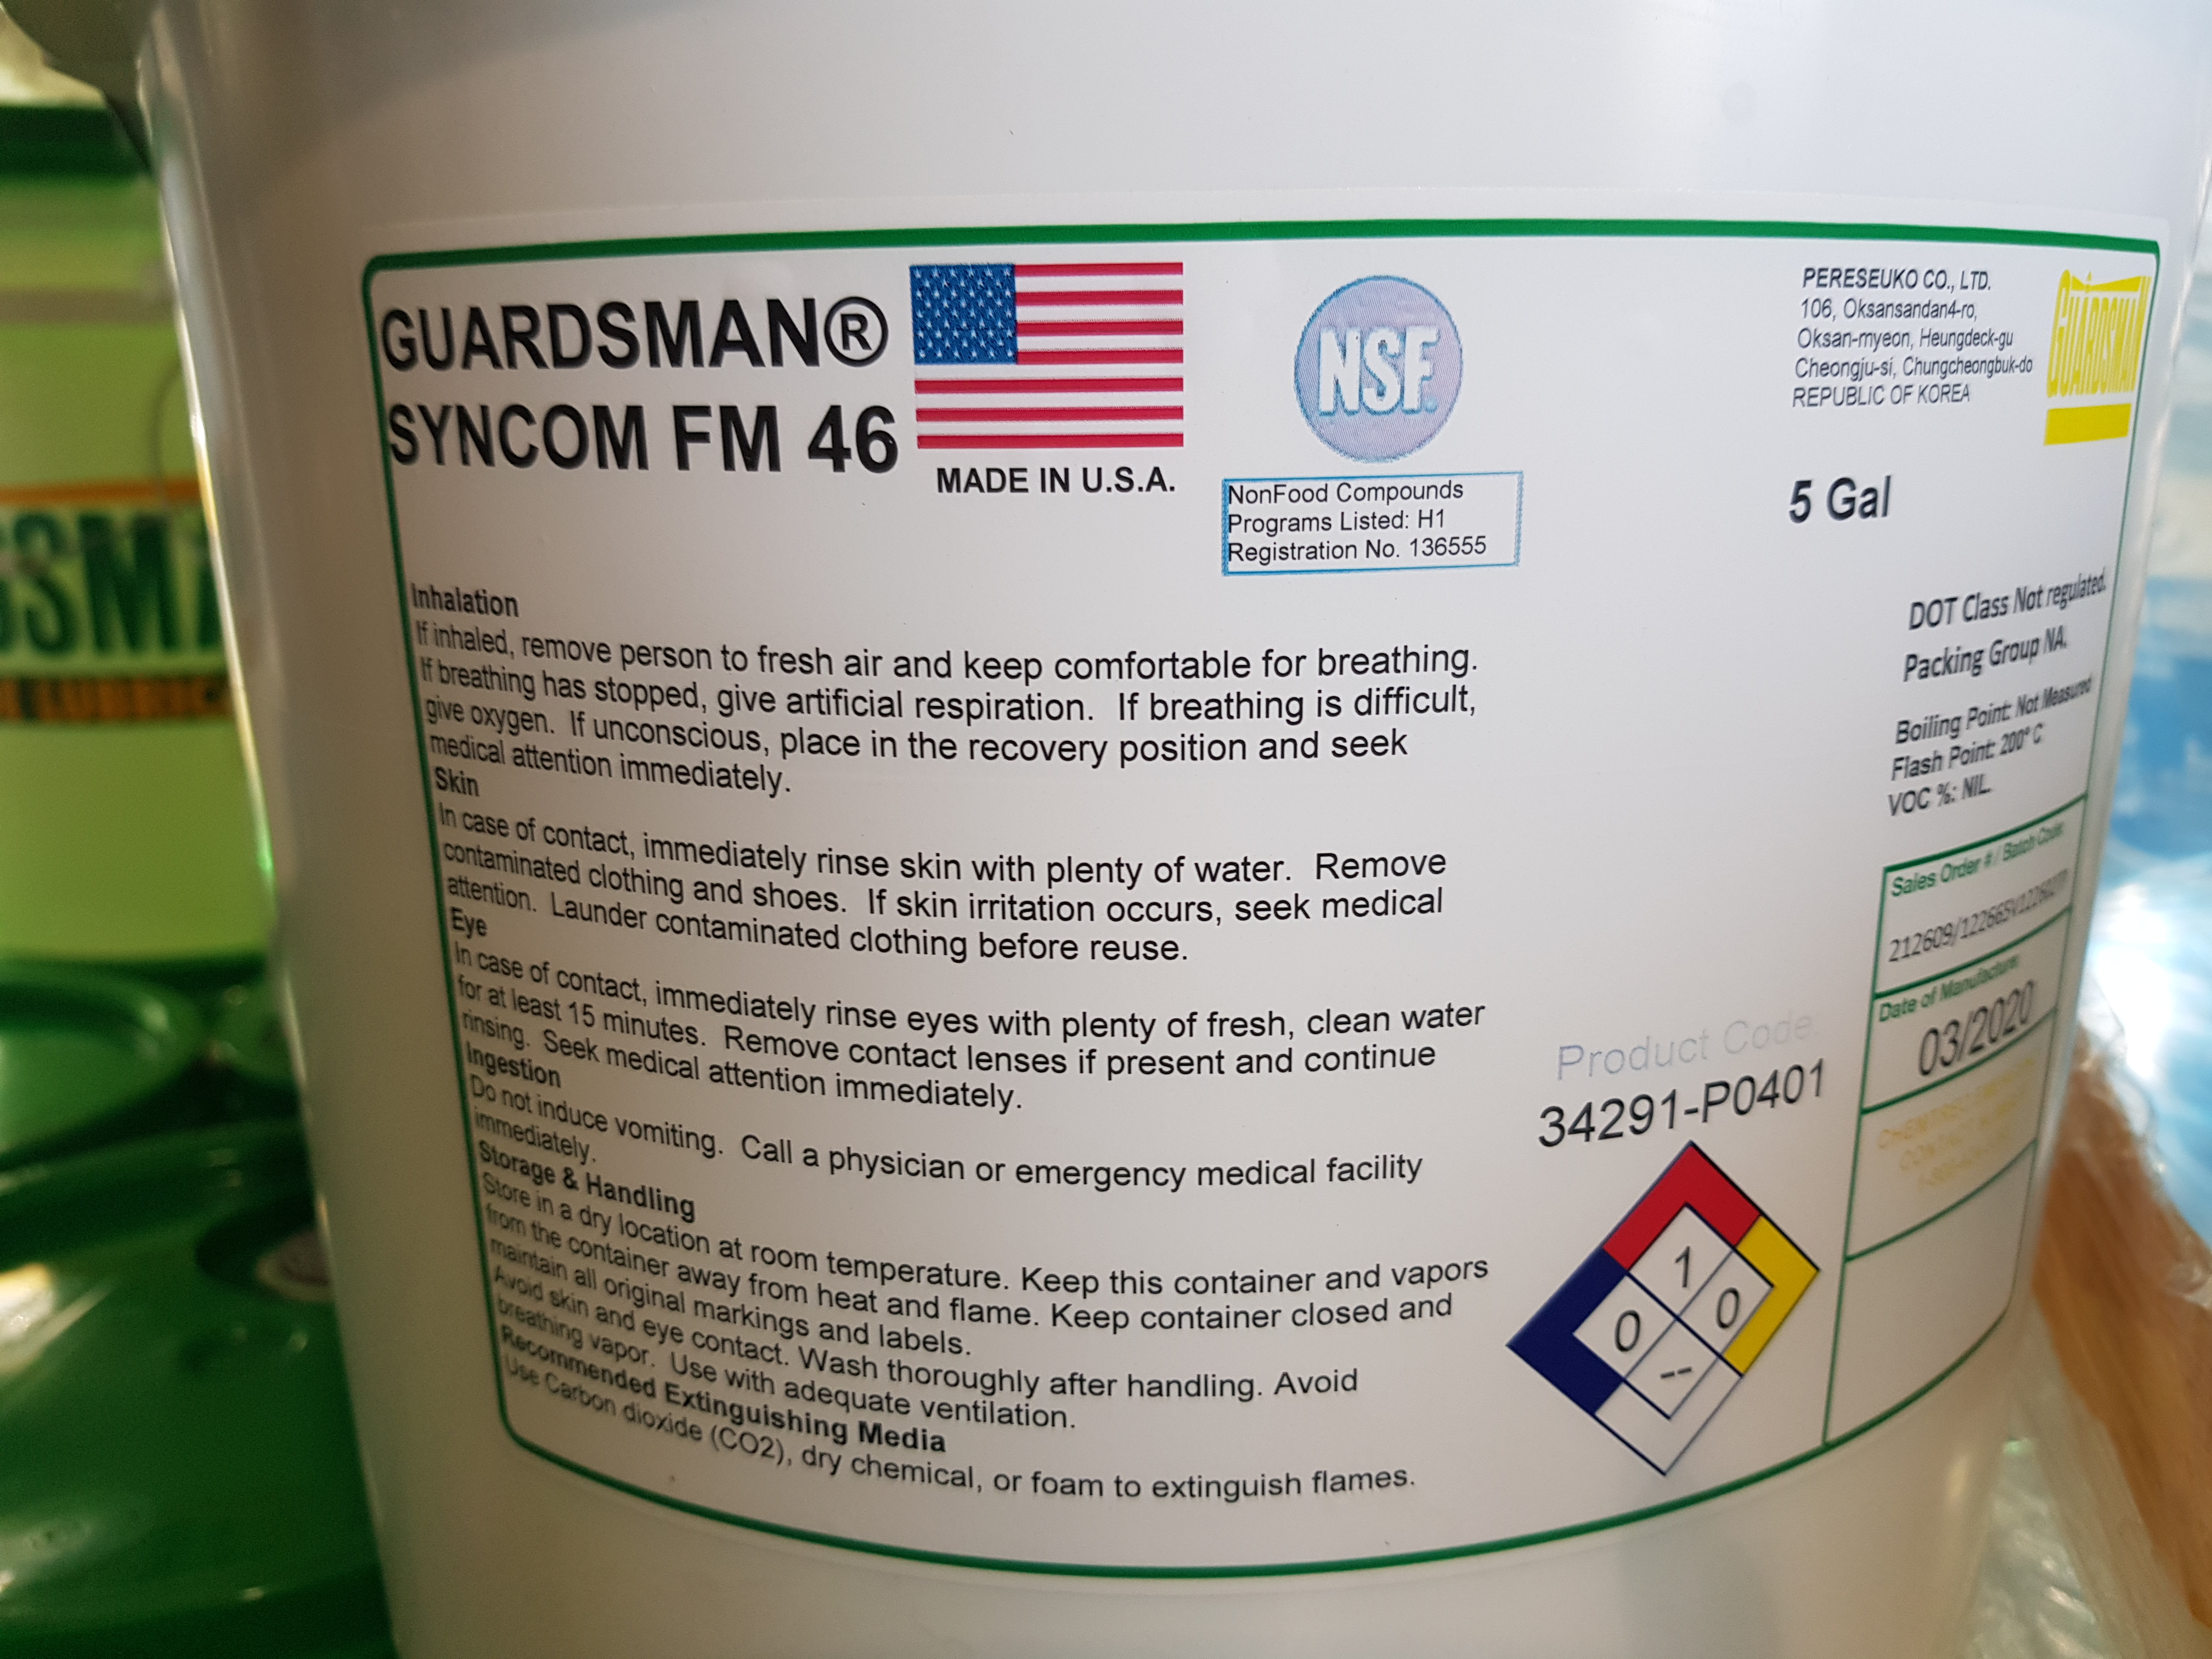 GUARDSMAN®
SYNCOM FM 46
MADE IN U.S.A.
NSF
NonFood Compounds
Programs Listed: H1
Registration No. 136555
PERESEUKO CO., LTD.
106, Oksansandan4-ro,
Oksan-myeon, Heungdeck-gu
Cheongju-si, Chungcheongbuk-do
REPUBLIC OF KOREA
GUARDSMAN
5 Gal
DOT Class Not regulated.
Packing Group NA.
Boiling Point: Not Measured
Flash Point: 200° C
VOC %: NIL.
Inhalation
If inhaled, remove person to fresh air and keep comfortable for breathing.
If breathing has stopped, give artificial respiration. If breathing is difficult,
give oxygen. If unconscious, place in the recovery position and seek
medical attention immediately.
Skin
In case of contact, immediately rinse skin with plenty of water. Remove
contaminated clothing and shoes. If skin irritation occurs, seek medical
attention. Launder contaminated clothing before reuse.
Eye
In case of contact, immediately rinse eyes with plenty of fresh, clean water
for at least 15 minutes. Remove contact lenses if present and continue
rinsing. Seek medical attention immediately.
Ingestion
Do not induce vomiting. Call a physician or emergency medical facility
immediately.
Storage & Handling
Store in a dry location at room temperature. Keep this container and vapors
from the container away from heat and flame. Keep container closed and
maintain all original markings and labels.
Avoid skin and eye contact. Wash thoroughly after handling. Avoid
breathing vapor. Use with adequate ventilation.
Recommended Extinguishing Media
Use Carbon dioxide (CO2), dry chemical, or foam to extinguish flames.
Sales Order # / Batch Code:
Date of Manufacture:
03/2020
Product Code:
34291-P0401
1
0
0
--
SMA